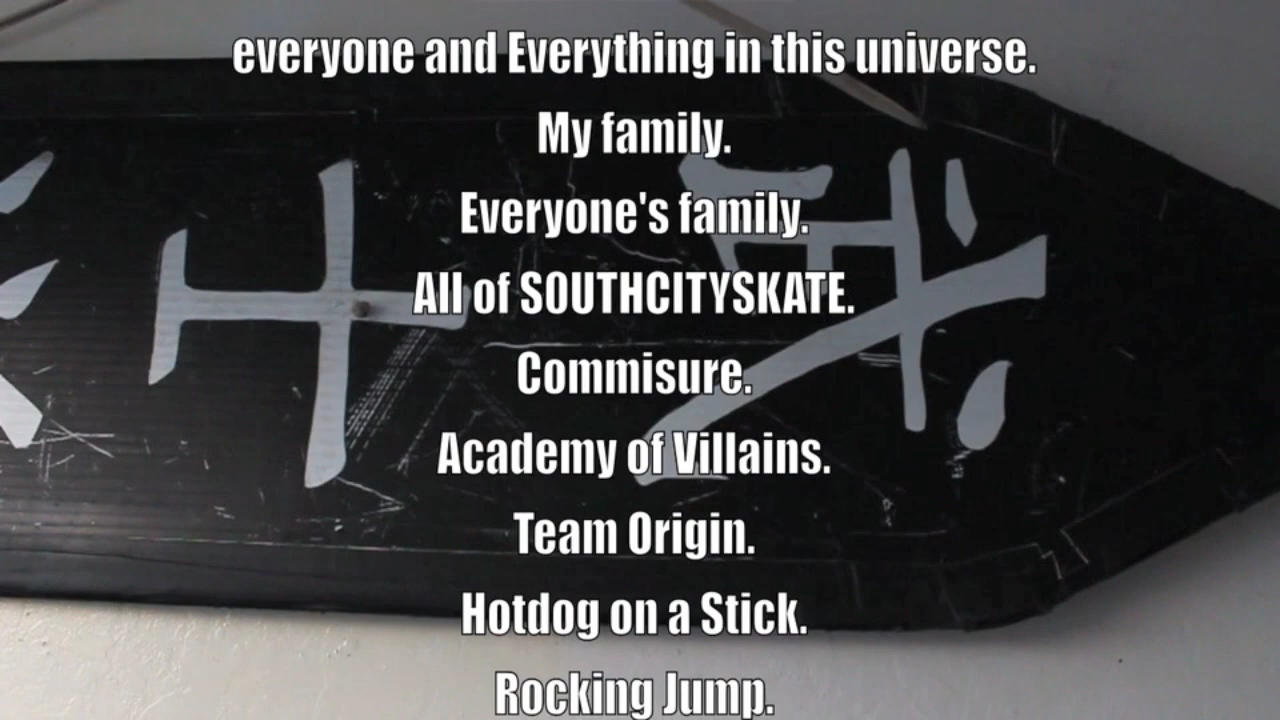 everyone and Everything in this universe.
My family.
Everyone's family.
All of SOUTHCITYSKATE.
Commisure.
Academy of Villains.
Team Origin.
Hotdog on a Stick.
Rocking Jump.